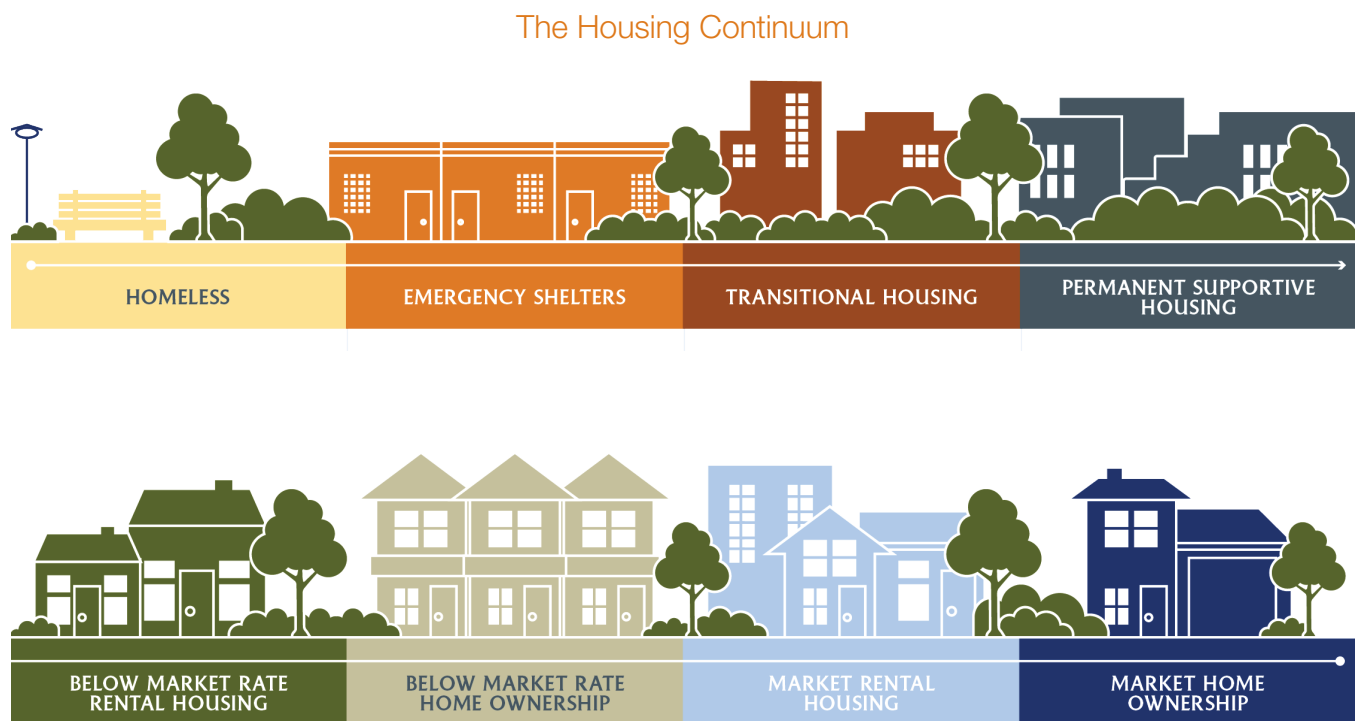 The Housing Continuum
HOMELESS
EMERGENCY SHELTERS
TRANSITIONAL HOUSING
PERMANENT SUPPORTIVE
HOUSING
BELOW MARKET RATE
RENTAL HOUSING
BELOW MARKET RATE
HOME OWNERSHIP
MARKET RENTAL
HOUSING
MARKET HOME
OWNERSHIP